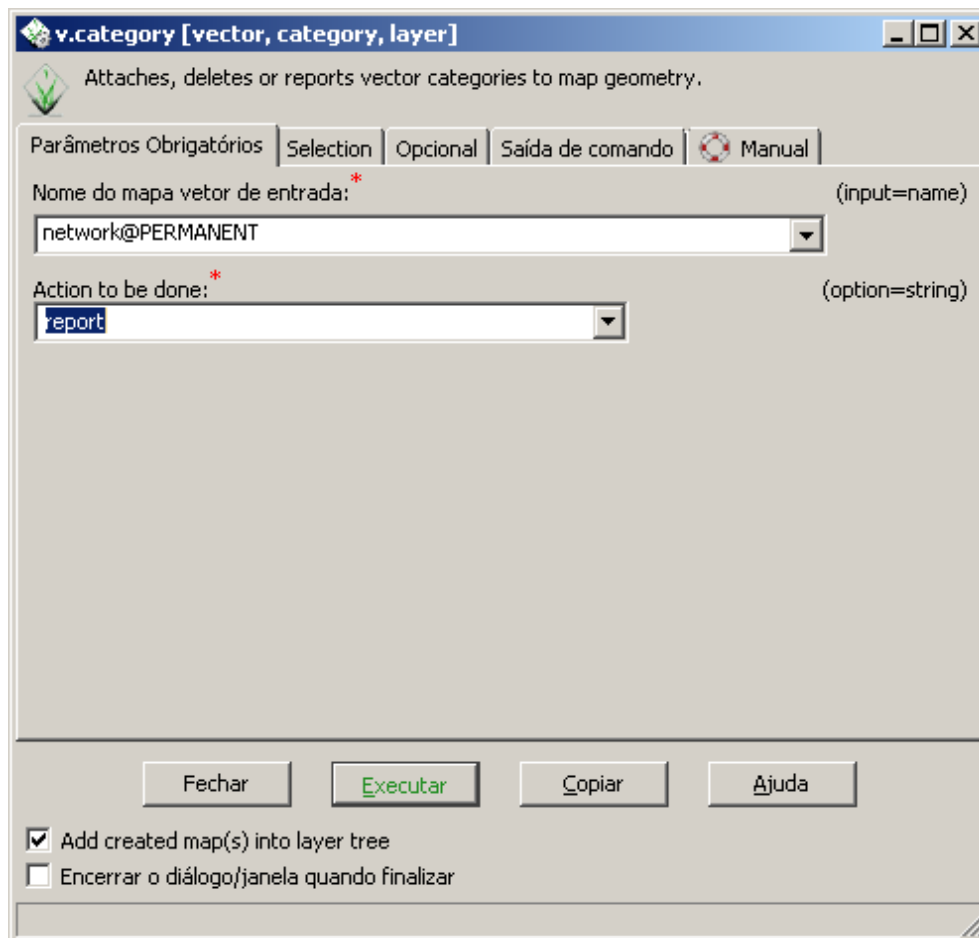 v.category [vector, category, layer]
Attaches, deletes or reports vector categories to map geometry.
Parâmetros Obrigatórios Selection Opcional Saída de comando Manual
Nome do mapa vetor de entrada:* (input=name)
network@PERMANENT
Action to be done:* (option=string)
report
Fechar Executar Copiar Ajuda
Add created map(s) into layer tree
Encerrar o diálogo/janela quando finalizar